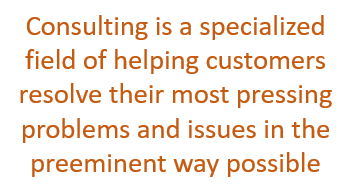 Consulting is a specialized
field of helping customers
resolve their most pressing
problems and issues in the
preeminent way possible